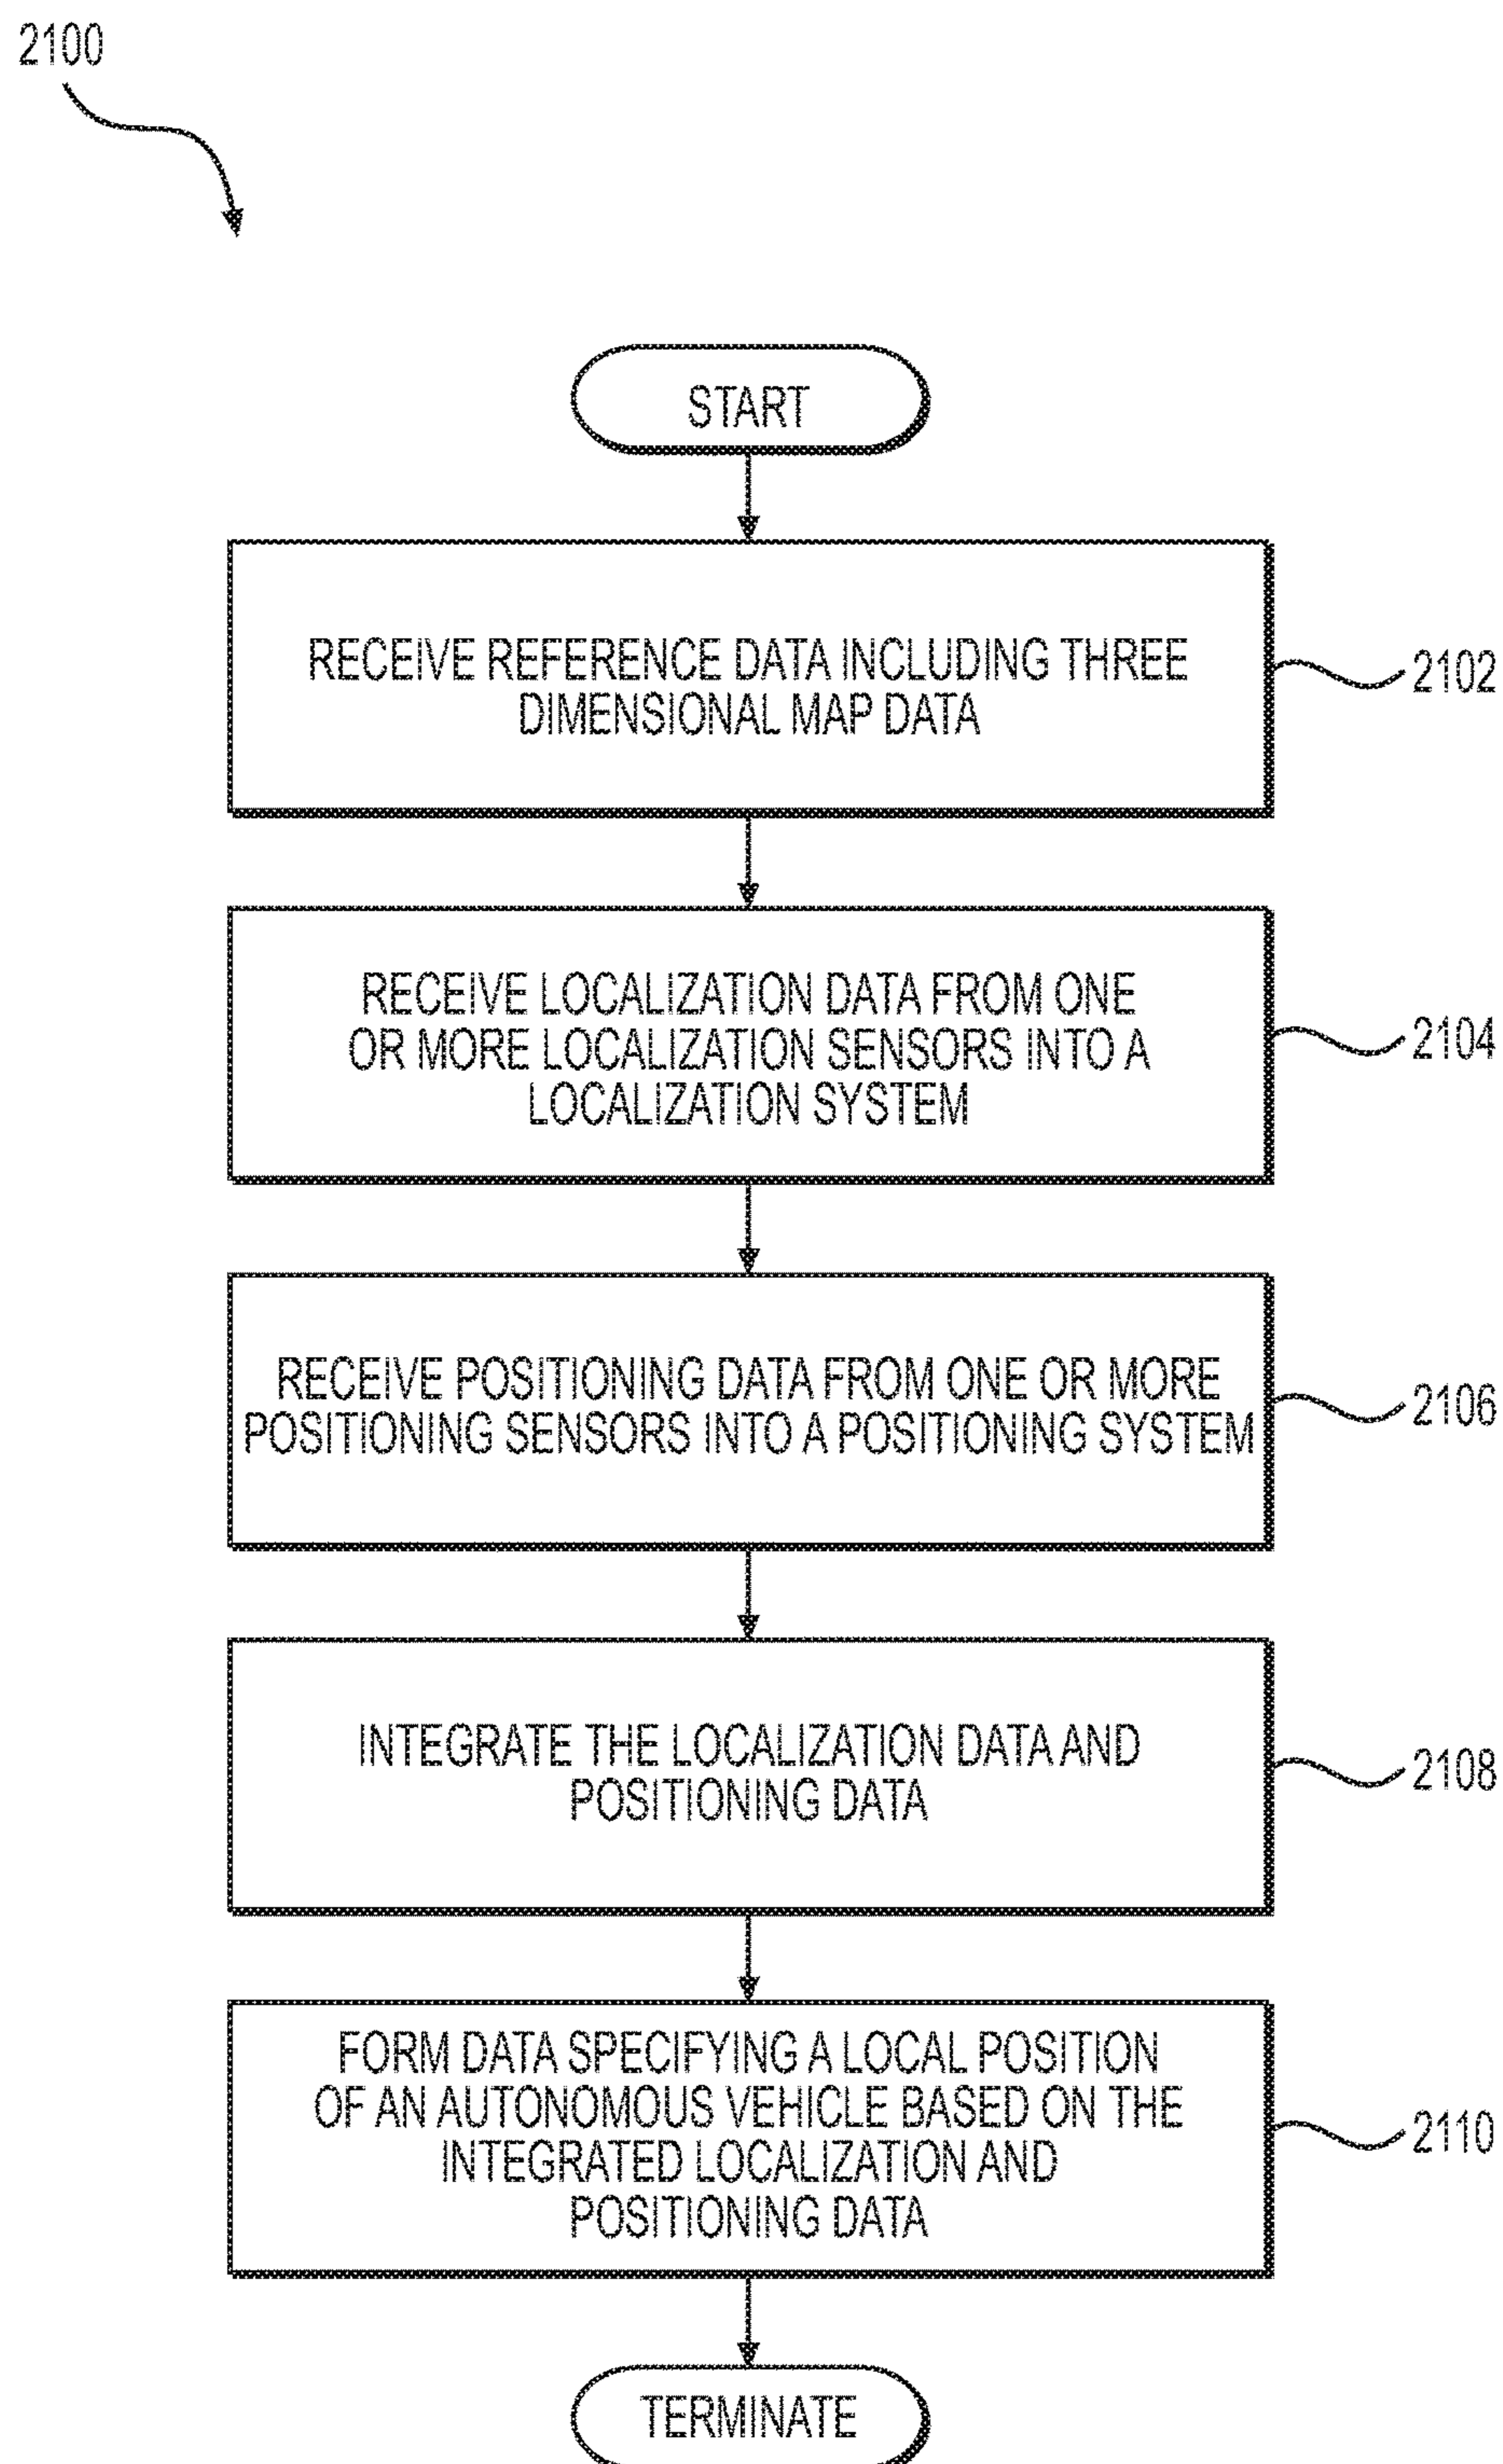 2100
START
RECEIVE REFERENCE DATA INCLUDING THREE
DIMENSIONAL MAP DATA
2102
RECEIVE LOCALIZATION DATA FROM ONE
OR MORE LOCALIZATION SENSORS INTO A
LOCALIZATION SYSTEM
2104
RECEIVE POSITIONING DATA FROM ONE OR MORE
POSITIONING SENSORS INTO A POSITIONING SYSTEM
2106
INTEGRATE THE LOCALIZATION DATA AND
POSITIONING DATA
2108
FORM DATA SPECIFYING A LOCAL POSITION
OF AN AUTONOMOUS VEHICLE BASED ON THE
INTEGRATED LOCALIZATION AND
POSITIONING DATA
2110
TERMINATE